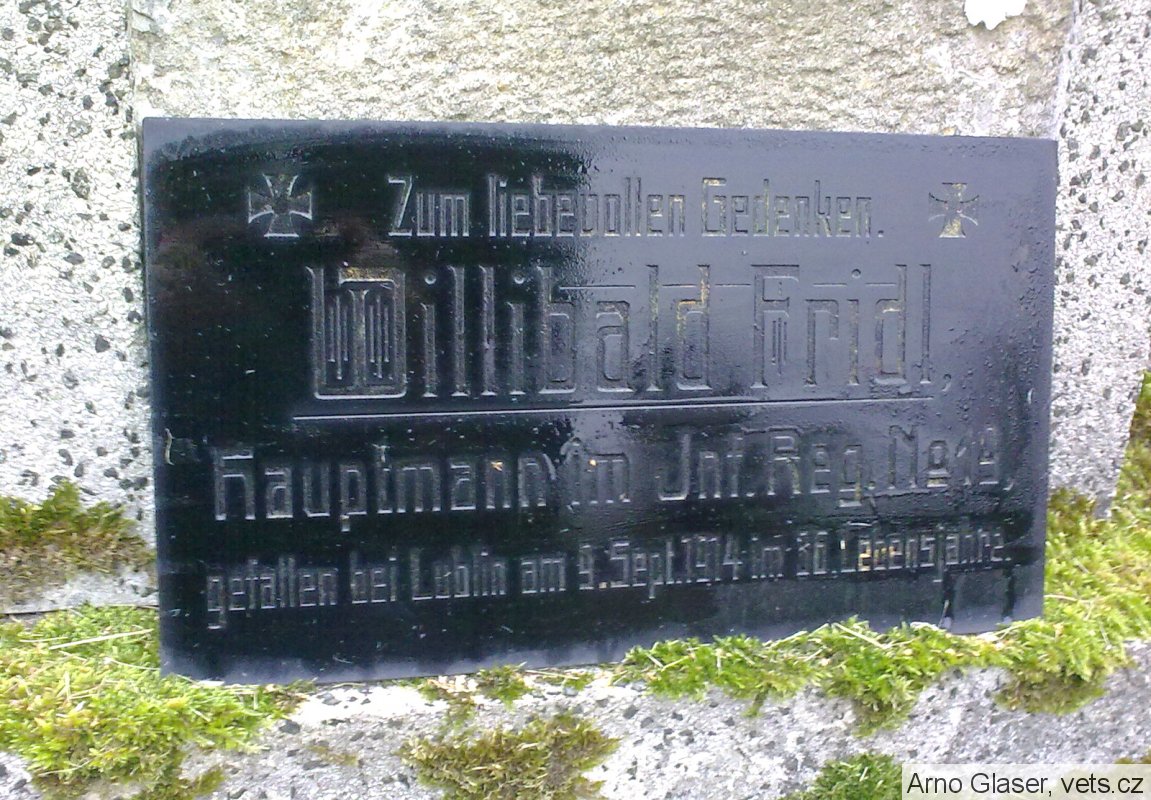 Zum liebevollen Gedenken.
Willibald Fridl,
Hauptmann im Inf. Reg. No 19,
gefallen bei Lublin am 9. Sept. 1914 im 36. Lebensjahre.
Arno Glaser, vets.cz